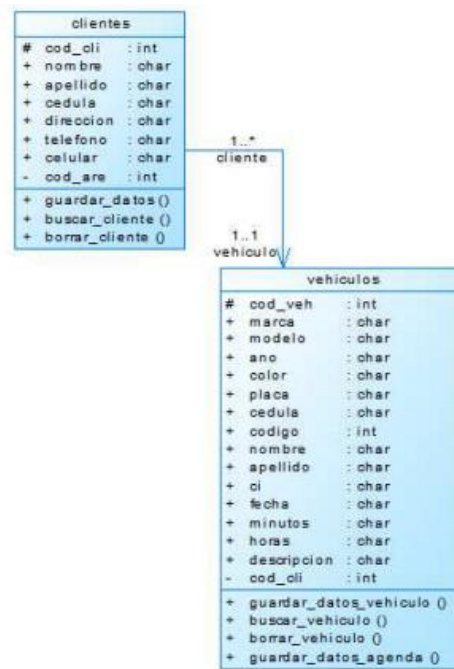 clientes
# cod_cli : int
+ nombre : char
+ apellido : char
+ cedula : char
+ direccion : char
+ telefono : char
+ celular : char
- cod_are : int
+ guardar_datos ()
+ buscar_cliente ()
+ borrar_cliente ()
1..*
cliente
1..1
vehiculo
vehiculos
# cod_veh : int
+ marca : char
+ modelo : char
+ ano : char
+ color : char
+ placa : char
+ cedula : char
+ codigo : int
+ nombre : char
+ apellido : char
+ ci : char
+ fecha : char
+ minutos : char
+ horas : char
+ descripcion : char
- cod_cli : int
+ guardar_datos_vehiculo ()
+ buscar_vehiculo ()
+ borrar_vehiculo ()
+ guardar_datos_agenda ()